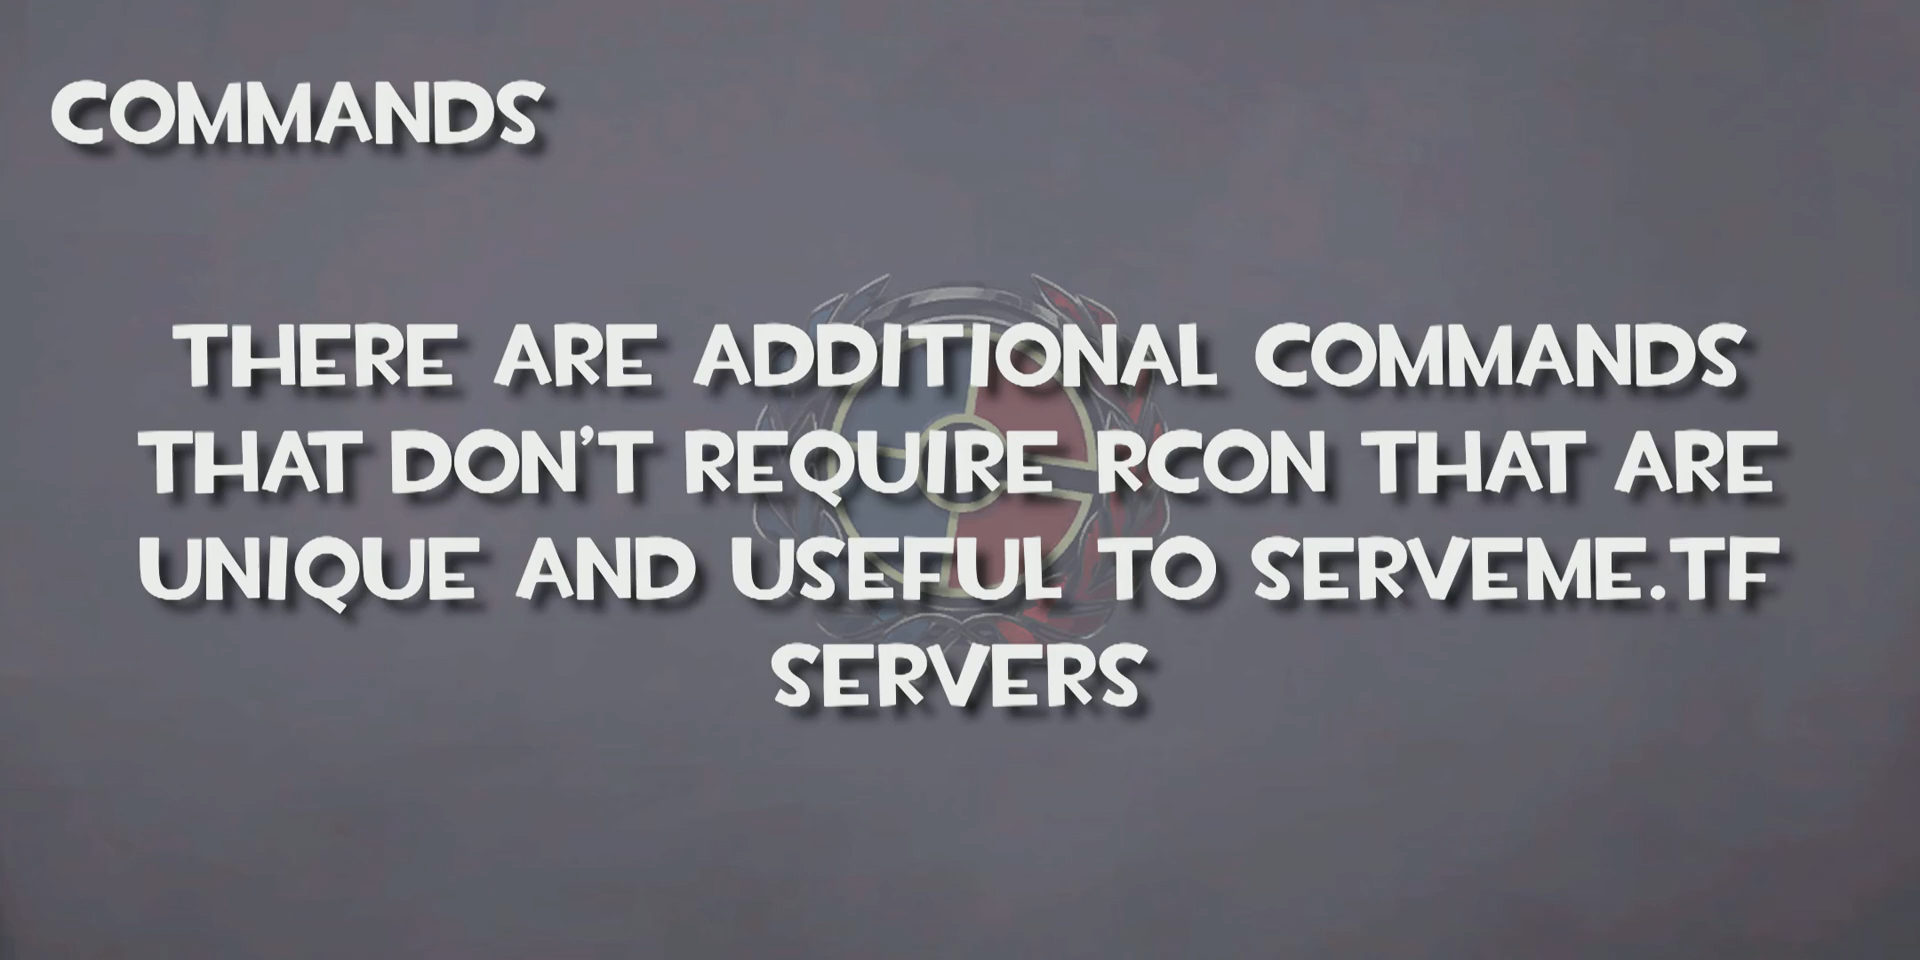 COMMANDS
THERE ARE ADDITIONAL COMMANDS
THAT DON'T REQUIRE RCON THAT ARE
UNIQUE AND USEFUL TO SERVEME.TF
SERVERS